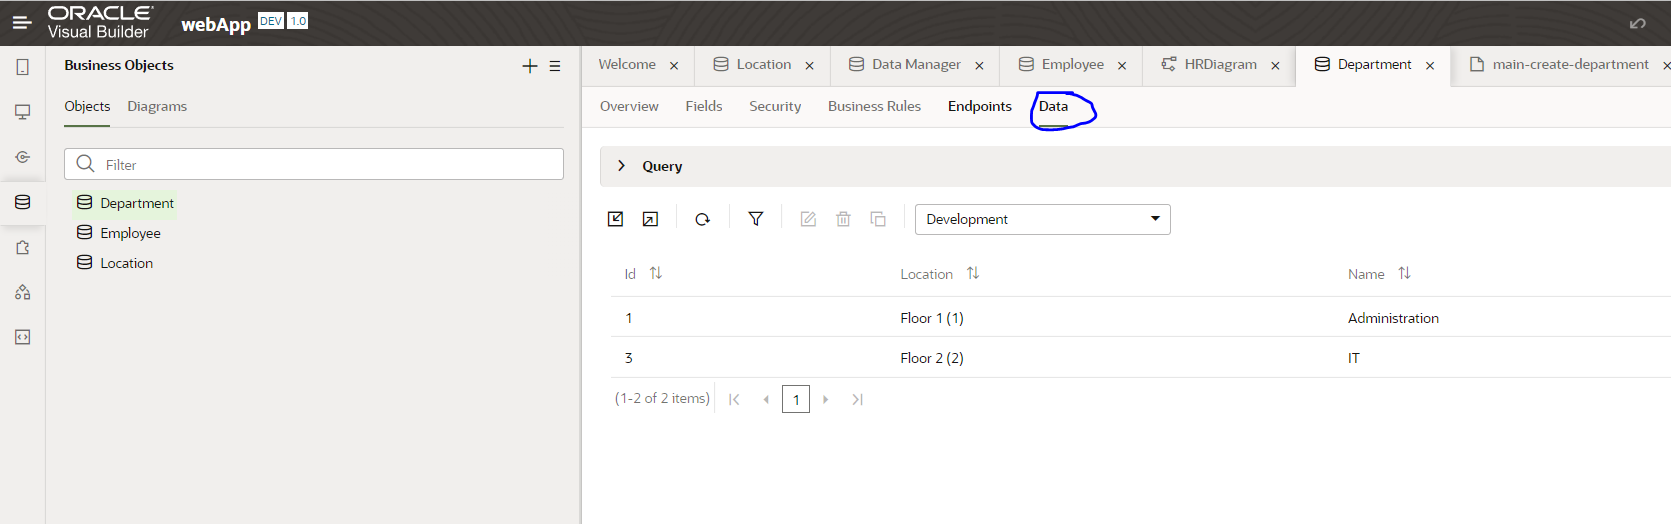 ORACLE
Visual Builder
webApp DEV 1.0
Business Objects
Objects Diagrams
Filter
Department
Employee
Location
Welcome Location Data Manager Employee HRDiagram Department main-create-department
Overview Fields Security Business Rules Endpoints Data
Query
Development
Id Location Name
1 Floor 1 (1) Administration
3 Floor 2 (2) IT
(1-2 of 2 items) 1